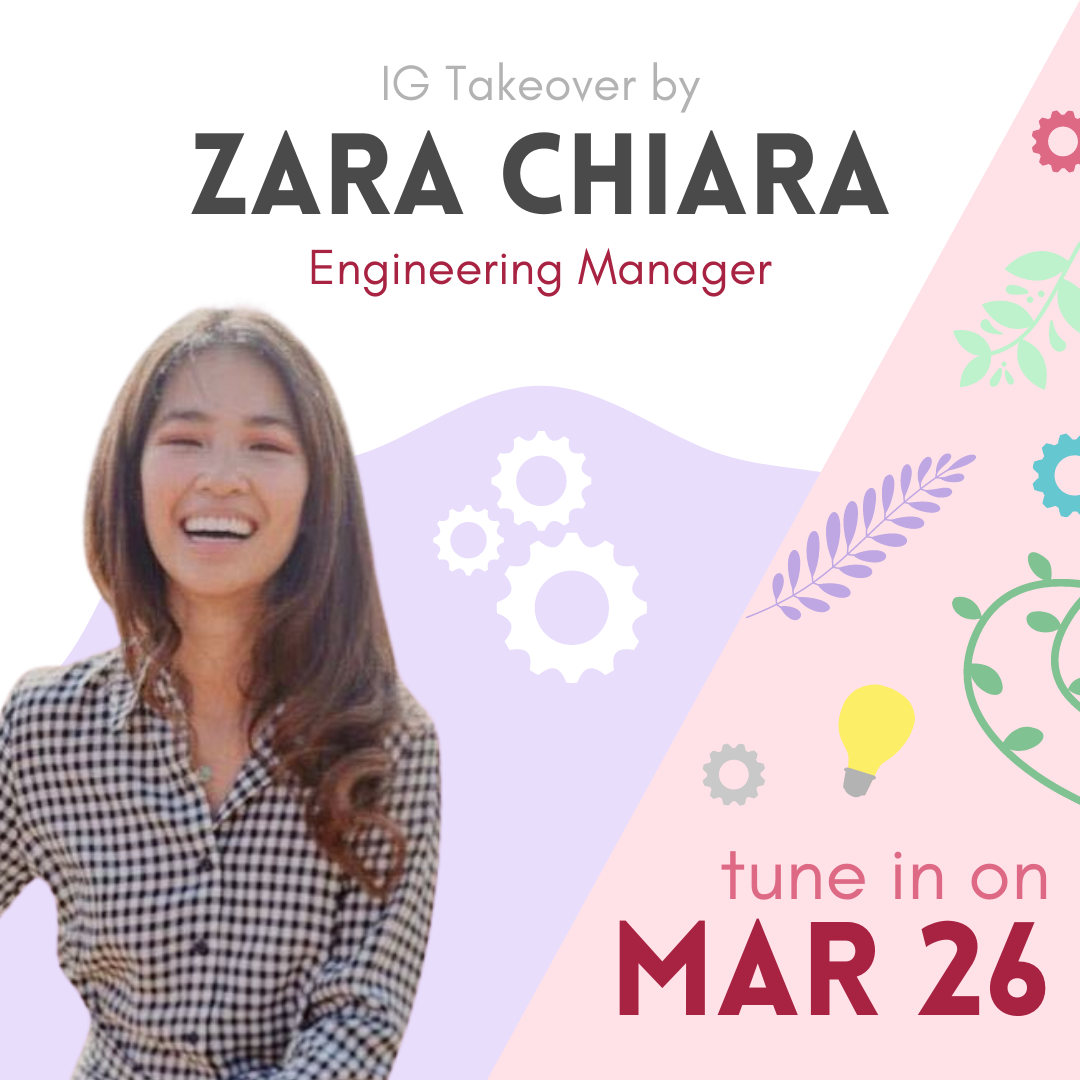 IG Takeover by
ZARA CHIARA
Engineering Manager
tune in on
MAR 26